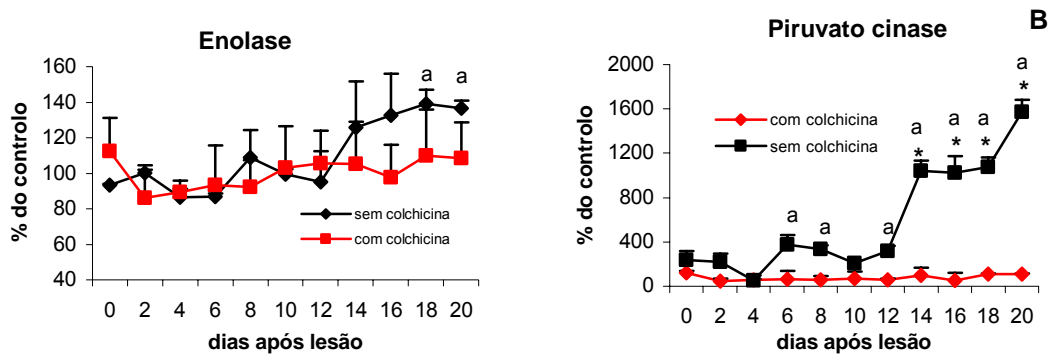 B
Enolase
% do controlo
160
140
120
100
80
60
40
a a
sem colchicina
com colchicina
0 2 4 6 8 10 12 14 16 18 20
dias após lesão
Piruvato cinase
% do controlo
2000
1600
1200
800
400
0
com colchicina
sem colchicina
a a a
a a a a
* * * *
0 2 4 6 8 10 12 14 16 18 20
dias após lesão